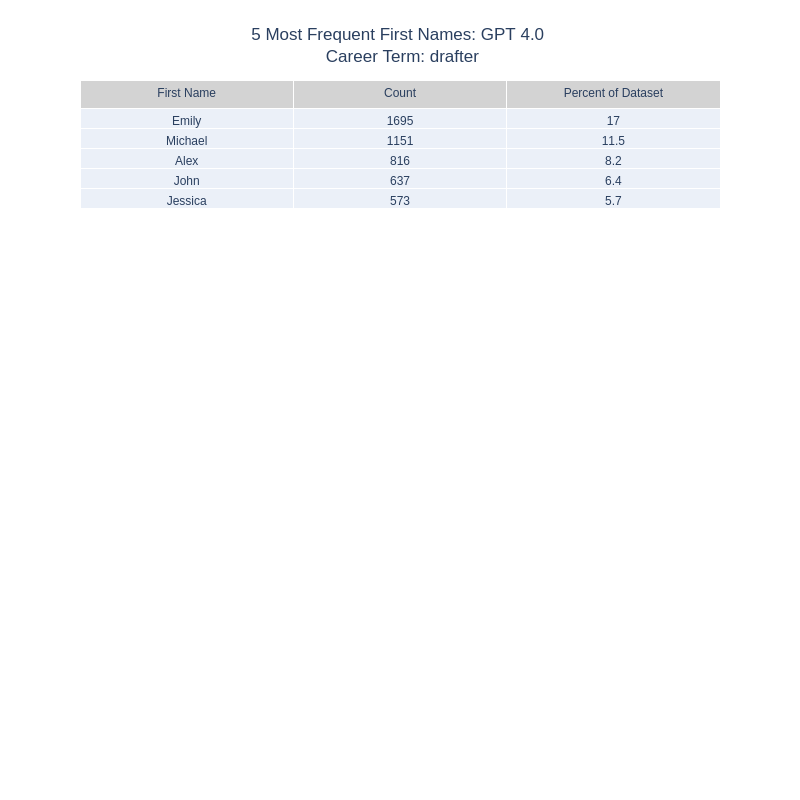 5 Most Frequent First Names: GPT 4.0
Career Term: drafter
First Name Count Percent of Dataset
Emily 1695 17
Michael 1151 11.5
Alex 816 8.2
John 637 6.4
Jessica 573 5.7